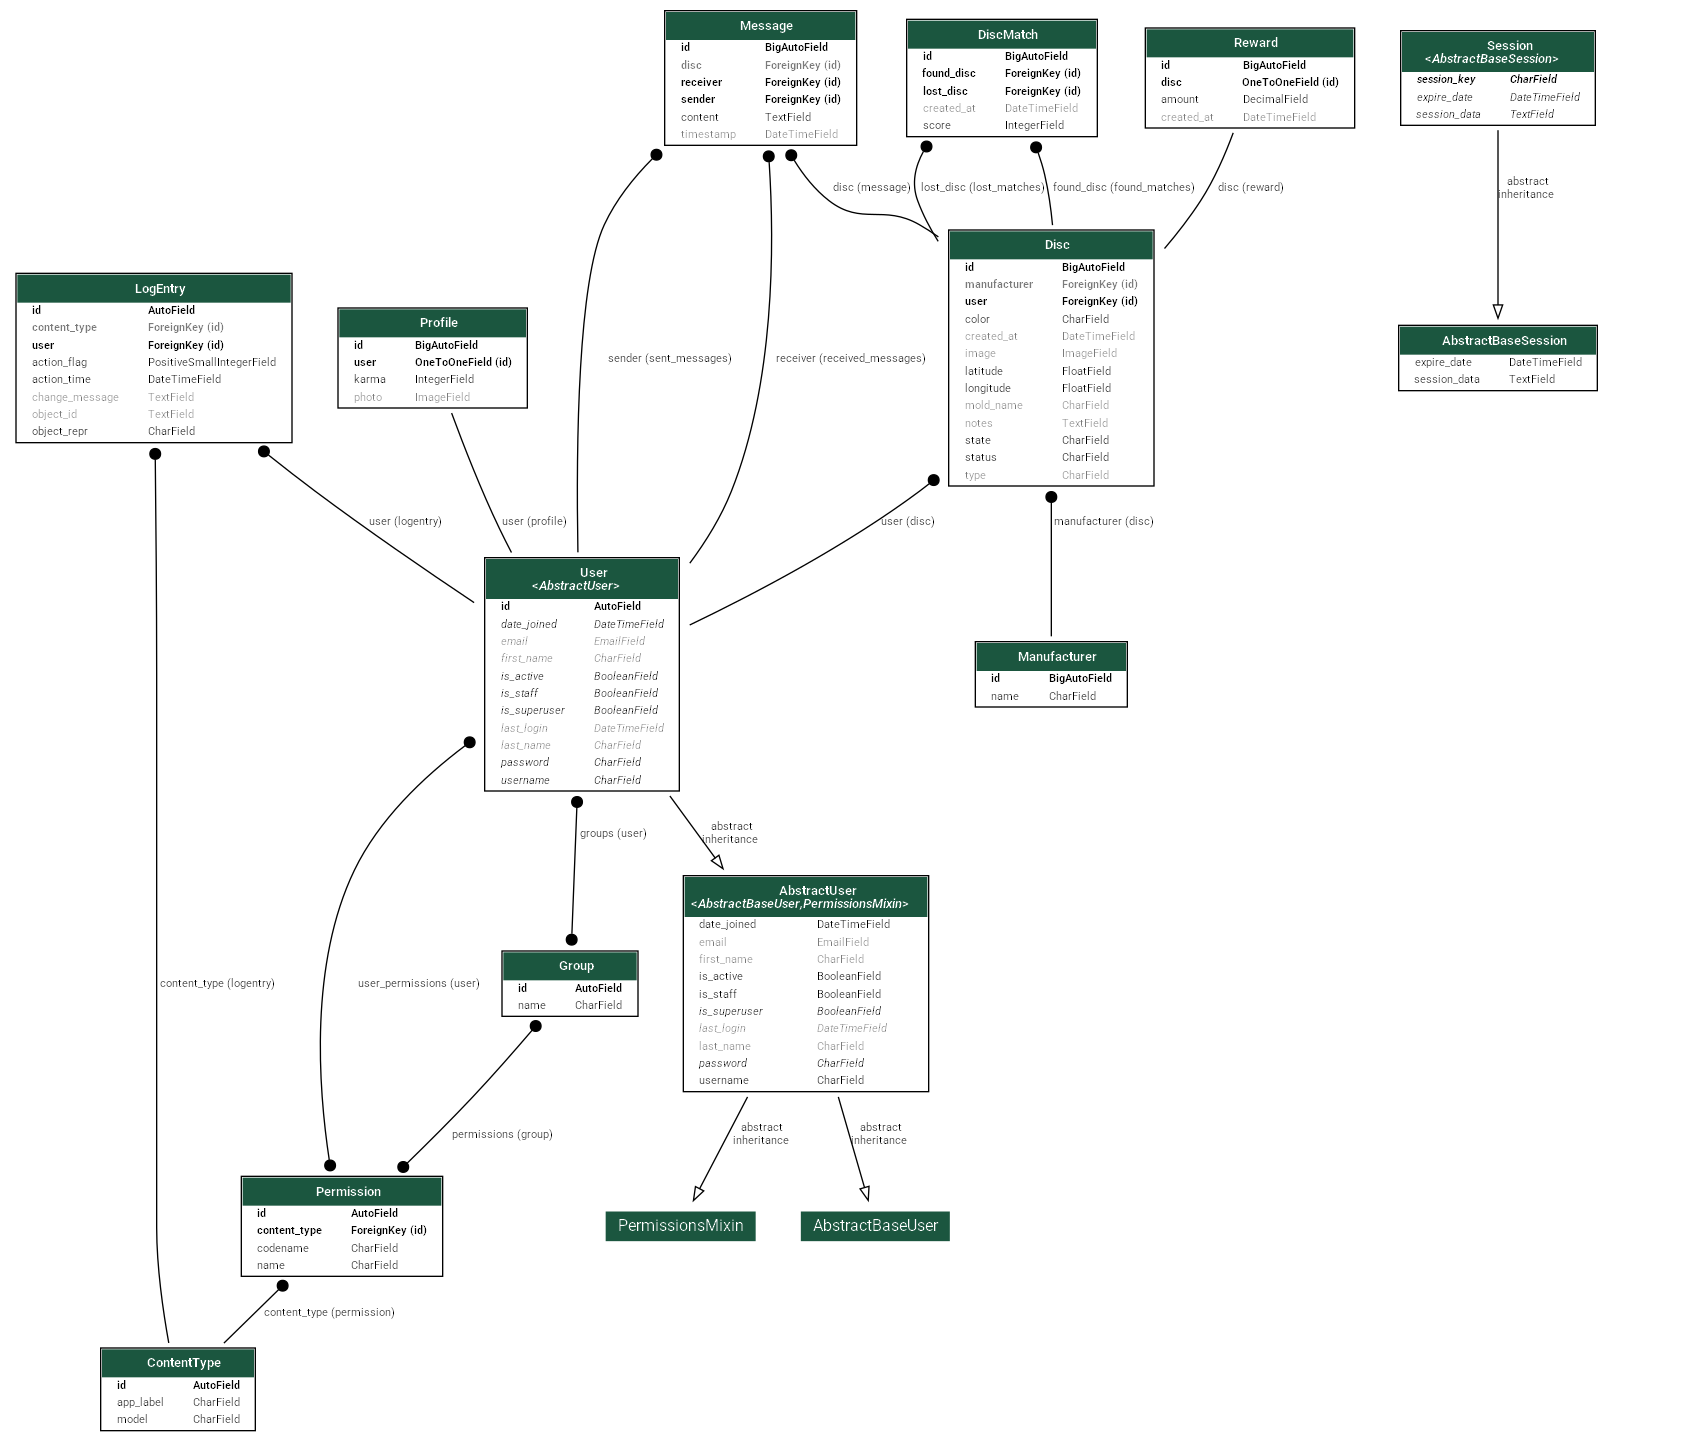 Message
id BigAutoField
disc ForeignKey (id)
receiver ForeignKey (id)
sender ForeignKey (id)
content TextField
timestamp DateTimeField
DiscMatch
id BigAutoField
found_disc ForeignKey (id)
lost_disc ForeignKey (id)
created_at DateTimeField
score IntegerField
Reward
id BigAutoField
disc OneToOneField (id)
amount DecimalField
created_at DateTimeField
Session
<AbstractBaseSession>
session_key CharField
expire_date DateTimeField
session_data TextField
disc (message)
lost_disc (lost_matches)
found_disc (found_matches)
disc (reward)
abstract
inheritance
Disc
id BigAutoField
manufacturer ForeignKey (id)
user ForeignKey (id)
color CharField
created_at DateTimeField
image ImageField
latitude FloatField
longitude FloatField
mold_name CharField
notes TextField
state CharField
status CharField
type CharField
LogEntry
id AutoField
content_type ForeignKey (id)
user ForeignKey (id)
action_flag PositiveSmallIntegerField
action_time DateTimeField
change_message TextField
object_id TextField
object_repr CharField
Profile
id BigAutoField
user OneToOneField (id)
karma IntegerField
photo ImageField
AbstractBaseSession
expire_date DateTimeField
session_data TextField
sender (sent_messages)
receiver (received_messages)
user (logentry)
user (profile)
user (disc)
manufacturer (disc)
User
<AbstractUser>
id AutoField
date_joined DateTimeField
email EmailField
first_name CharField
is_active BooleanField
is_staff BooleanField
is_superuser BooleanField
last_login DateTimeField
last_name CharField
password CharField
username CharField
Manufacturer
id BigAutoField
name CharField
groups (user)
abstract
inheritance
AbstractUser
<AbstractBaseUser,PermissionsMixin>
date_joined DateTimeField
email EmailField
first_name CharField
is_active BooleanField
is_staff BooleanField
is_superuser BooleanField
last_login DateTimeField
last_name CharField
password CharField
username CharField
content_type (logentry)
user_permissions (user)
Group
id AutoField
name CharField
permissions (group)
abstract
inheritance
abstract
inheritance
Permission
id AutoField
content_type ForeignKey (id)
codename CharField
name CharField
PermissionsMixin
AbstractBaseUser
content_type (permission)
ContentType
id AutoField
app_label CharField
model CharField